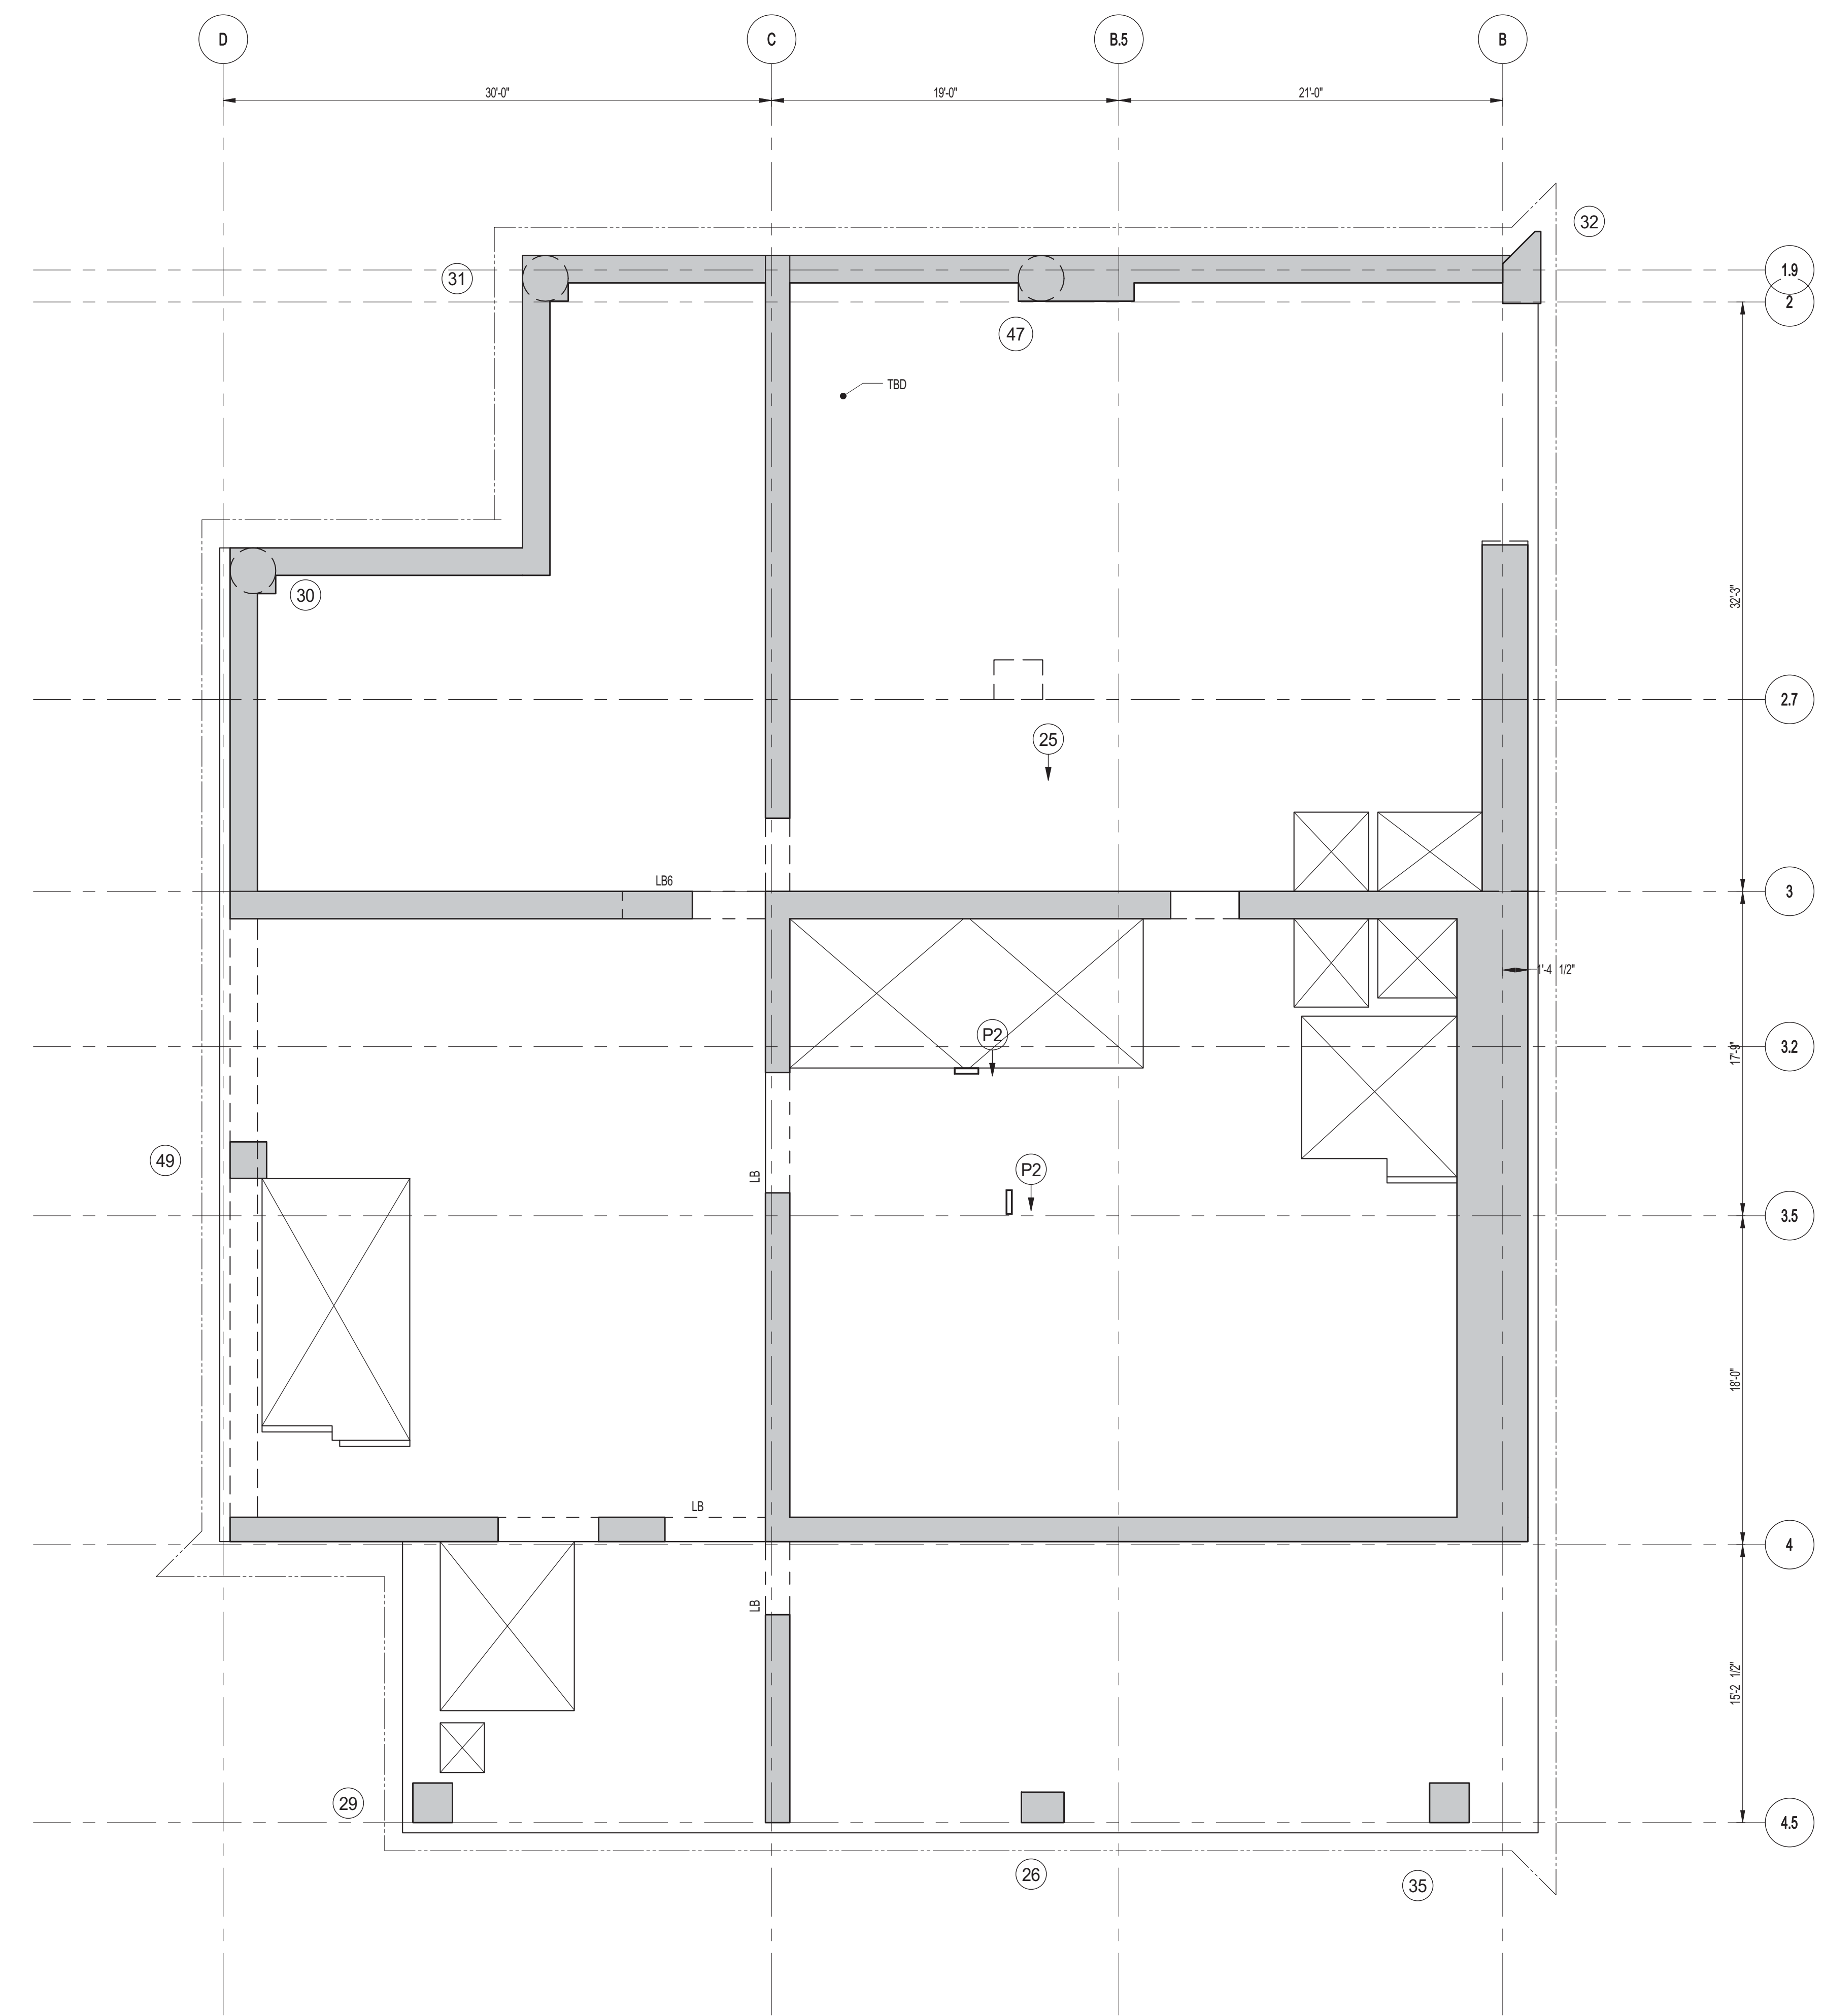 D
C
B.5
B
30'-0"
19'-0"
21'-0"
32
31
1.9
2
47
TBD
30
32'-3"
2.7
25
LB6
3
1'-4 1/2"
P2
3.2
17'-9"
49
LB
P2
3.5
18'-0"
LB
4
LB
15'-2 1/2"
29
4.5
26
35